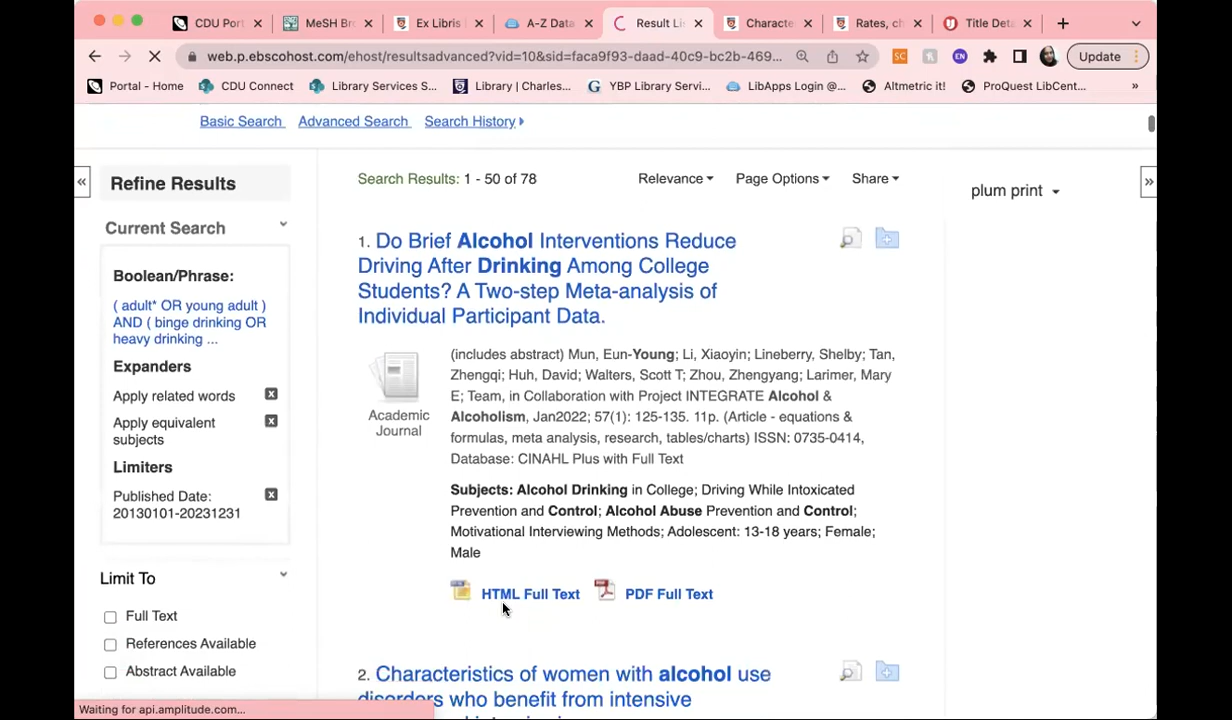 CDU Port
MeSH Bro
Ex Libris
A-Z Data
Result Lis
Characte
Rates, ch
Title Deta
web.p.ebscohost.com/ehost/resultsadvanced?vid=10&sid=faca9f93-daad-40c9-bc2b-469...
SC
EN
Update
Portal - Home
CDU Connect
Library Services S...
Library | Charles...
YBP Library Servi...
LibApps Login @...
Altmetric it!
ProQuest LibCent...
»
Basic Search
Advanced Search
Search History
«
Refine Results
Current Search
Boolean/Phrase:
( adult* OR young adult )
AND ( binge drinking OR
heavy drinking ...
Expanders
Apply related words
Apply equivalent
subjects
Limiters
Published Date:
20130101-20231231
Limit To
Full Text
References Available
Abstract Available
Search Results: 1 - 50 of 78
Relevance
Page Options
Share
plum print
»
1. Do Brief Alcohol Interventions Reduce
Driving After Drinking Among College
Students? A Two-step Meta-analysis of
Individual Participant Data.
Academic
Journal
(includes abstract) Mun, Eun-Young; Li, Xiaoyin; Lineberry, Shelby; Tan,
Zhengqi; Huh, David; Walters, Scott T; Zhou, Zhengyang; Larimer, Mary
E; Team, in Collaboration with Project INTEGRATE Alcohol &
Alcoholism, Jan2022; 57(1): 125-135. 11p. (Article - equations &
formulas, meta analysis, research, tables/charts) ISSN: 0735-0414,
Database: CINAHL Plus with Full Text
Subjects: Alcohol Drinking in College; Driving While Intoxicated
Prevention and Control; Alcohol Abuse Prevention and Control;
Motivational Interviewing Methods; Adolescent: 13-18 years; Female;
Male
HTML Full Text
PDF Full Text
2. Characteristics of women with alcohol use
disorders who benefit from intensive
Waiting for api.amplitude.com...